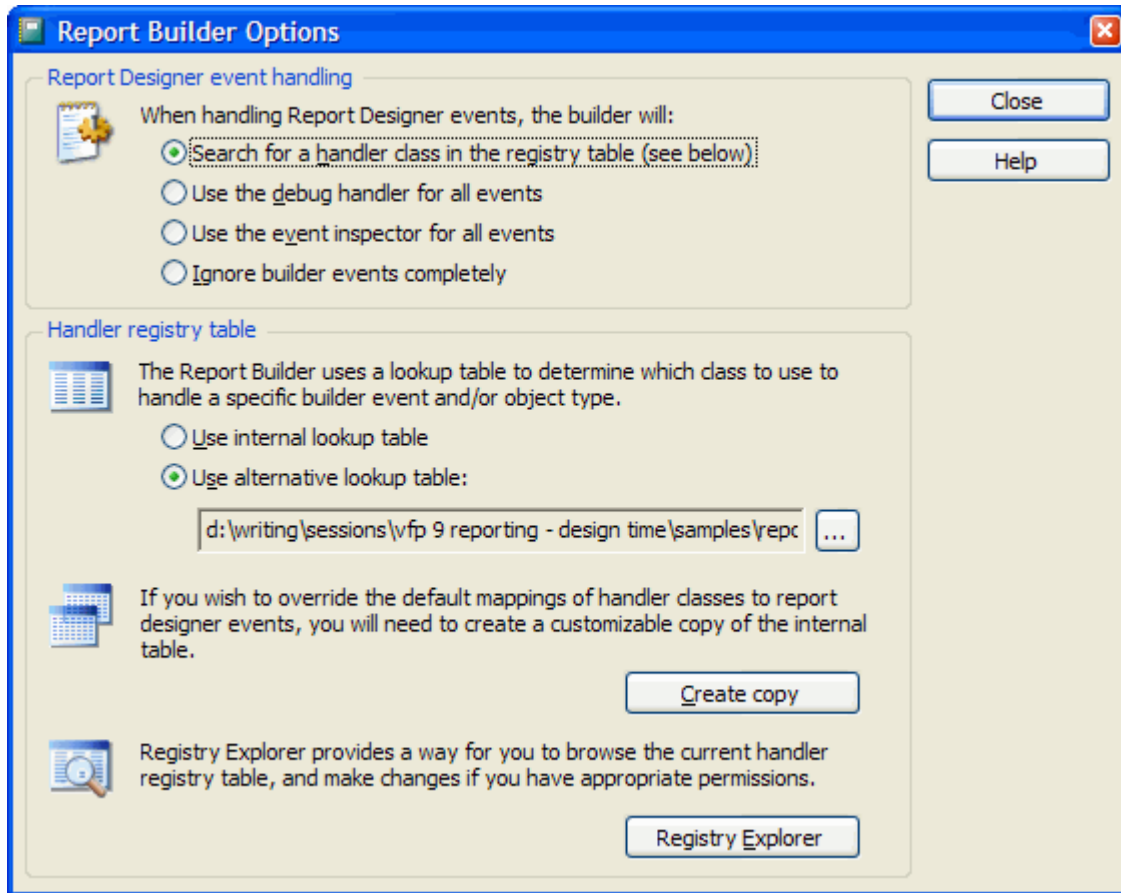 Report Builder Options
Report Designer event handling
When handling Report Designer events, the builder will:
Search for a handler class in the registry table (see below)
Use the debug handler for all events
Use the event inspector for all events
Ignore builder events completely
Close
Help
Handler registry table
The Report Builder uses a lookup table to determine which class to use to
handle a specific builder event and/or object type.
Use internal lookup table
Use alternative lookup table:
d:\writing\sessions\vfp 9 reporting - design time\samples\repc
...
If you wish to override the default mappings of handler classes to report
designer events, you will need to create a customizable copy of the internal
table.
Create copy
Registry Explorer provides a way for you to browse the current handler
registry table, and make changes if you have appropriate permissions.
Registry Explorer